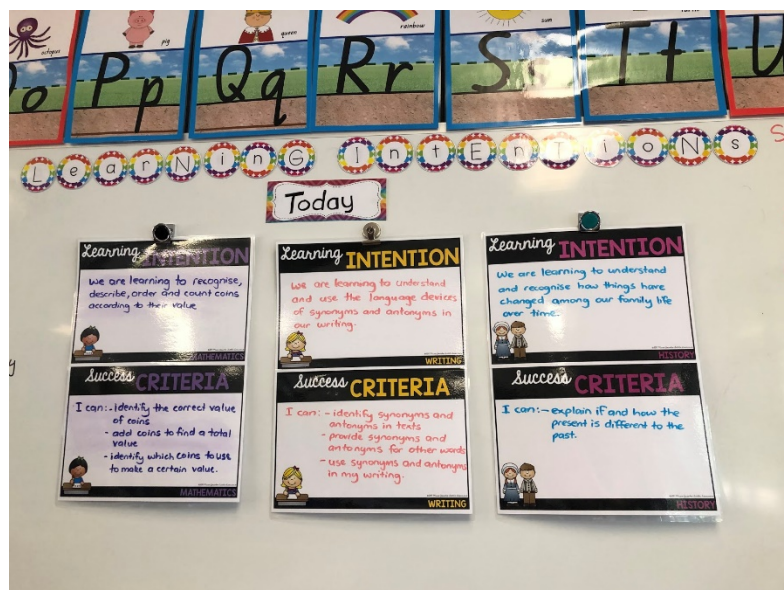 octopus
pig
queen
rainbow
sun
o Pp Qq Rr S Tt U
LearNinG IntENTioNs
Today
Learning INTENTION
We are learning to recognise,
describe, order and count coins
according to their value
MATHEMATICS
Success CRITERIA
I can:- identify the correct value
of coins
- add coins to find a total
value
- identify which coins to use
to make a certain value.
MATHEMATICS
Learning INTENTION
We are learning to understand
and use the language devices
of synonyms and antonyms in
our writing.
WRITING
Success CRITERIA
I can: - identify synonyms and
antonyms in texts
- provide synonyms and
antonyms for other words
- use synonyms and antonyms
in my writing.
WRITING
Learning INTENTION
We are learning to understand
and recognise how things have
changed among our family life
over time.
HISTORY
Success CRITERIA
I can:- explain if and how the
present is different to the
past.
HISTORY